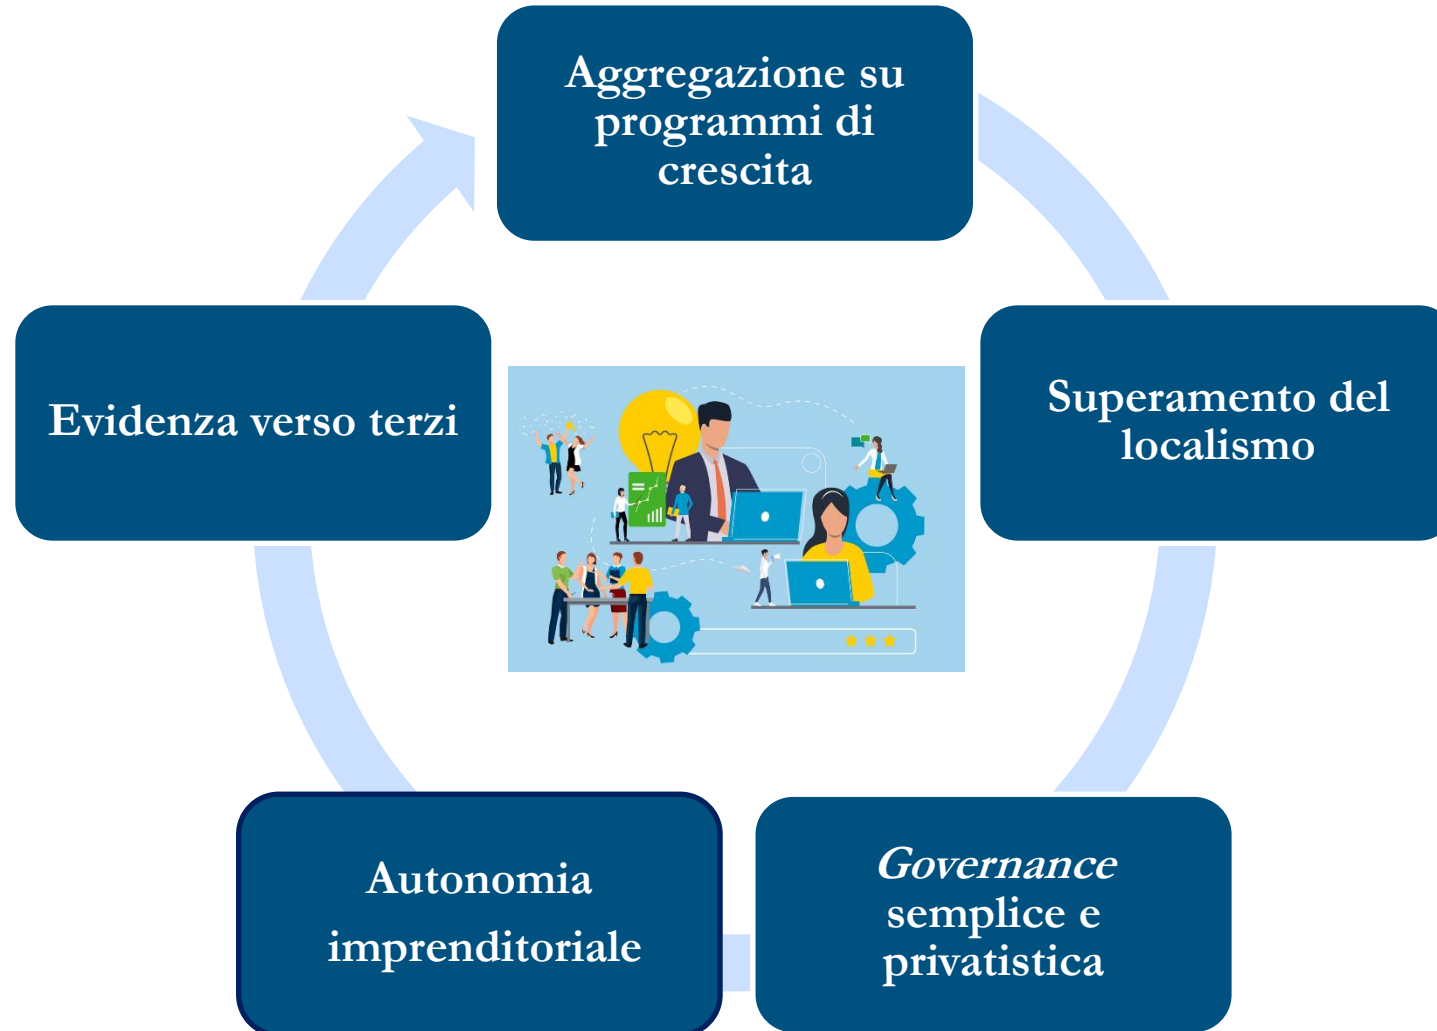 Aggregazione su
programmi di
crescita
Superamento del
localismo
Governance
semplice e
privatistica
Autonomia
imprenditoriale
Evidenza verso terzi